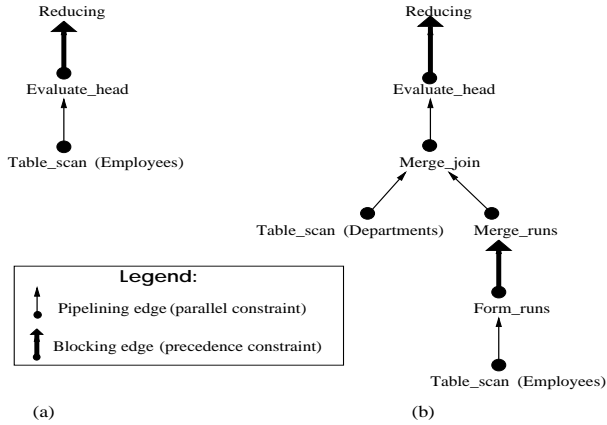 Reducing
Evaluate_head
Table_scan (Employees)
Reducing
Evaluate_head
Merge_join
Table_scan (Departments)
Merge_runs
Form_runs
Table_scan (Employees)
Legend:
Pipelining edge (parallel constraint)
Blocking edge (precedence constraint)
(a)
(b)